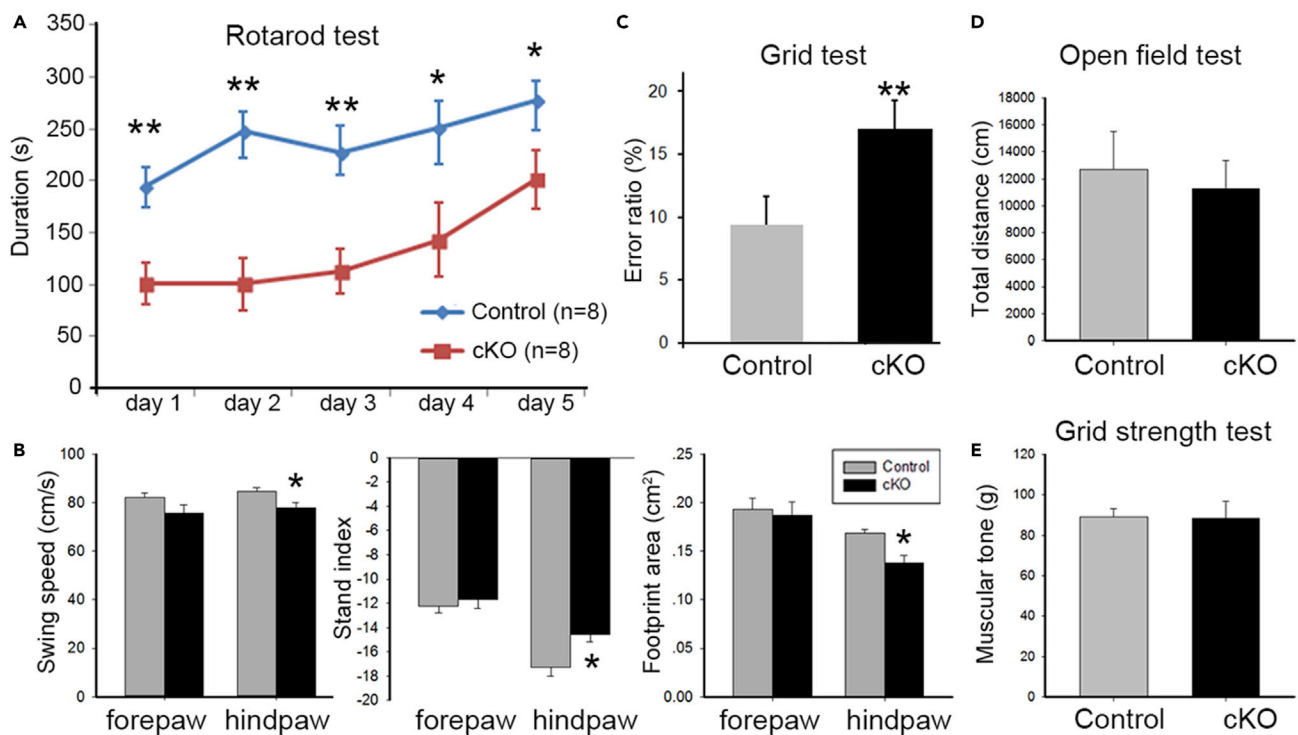 A
Rotarod test
Duration (s)
350
300
250
200
150
100
50
0
**
**
**
*
*
Control (n=8)
cKO (n=8)
day 1 day 2 day 3 day 4 day 5
C
Grid test
Error ratio (%)
20
15
10
5
0
**
Control cKO
D
Open field test
Total distance (cm)
18000
16000
14000
12000
10000
8000
6000
4000
2000
0
Control cKO
B
Swing speed (cm/s)
100
80
60
40
20
0
*
forepaw hindpaw
Stand index
0
-2
-4
-6
-8
-10
-12
-14
-16
-18
-20
*
forepaw hindpaw
Footprint area (cm²)
.25
.20
.15
.10
.05
0.00
Control
cKO
*
forepaw hindpaw
E
Grid strength test
Muscular tone (g)
120
100
80
60
40
20
0
Control cKO